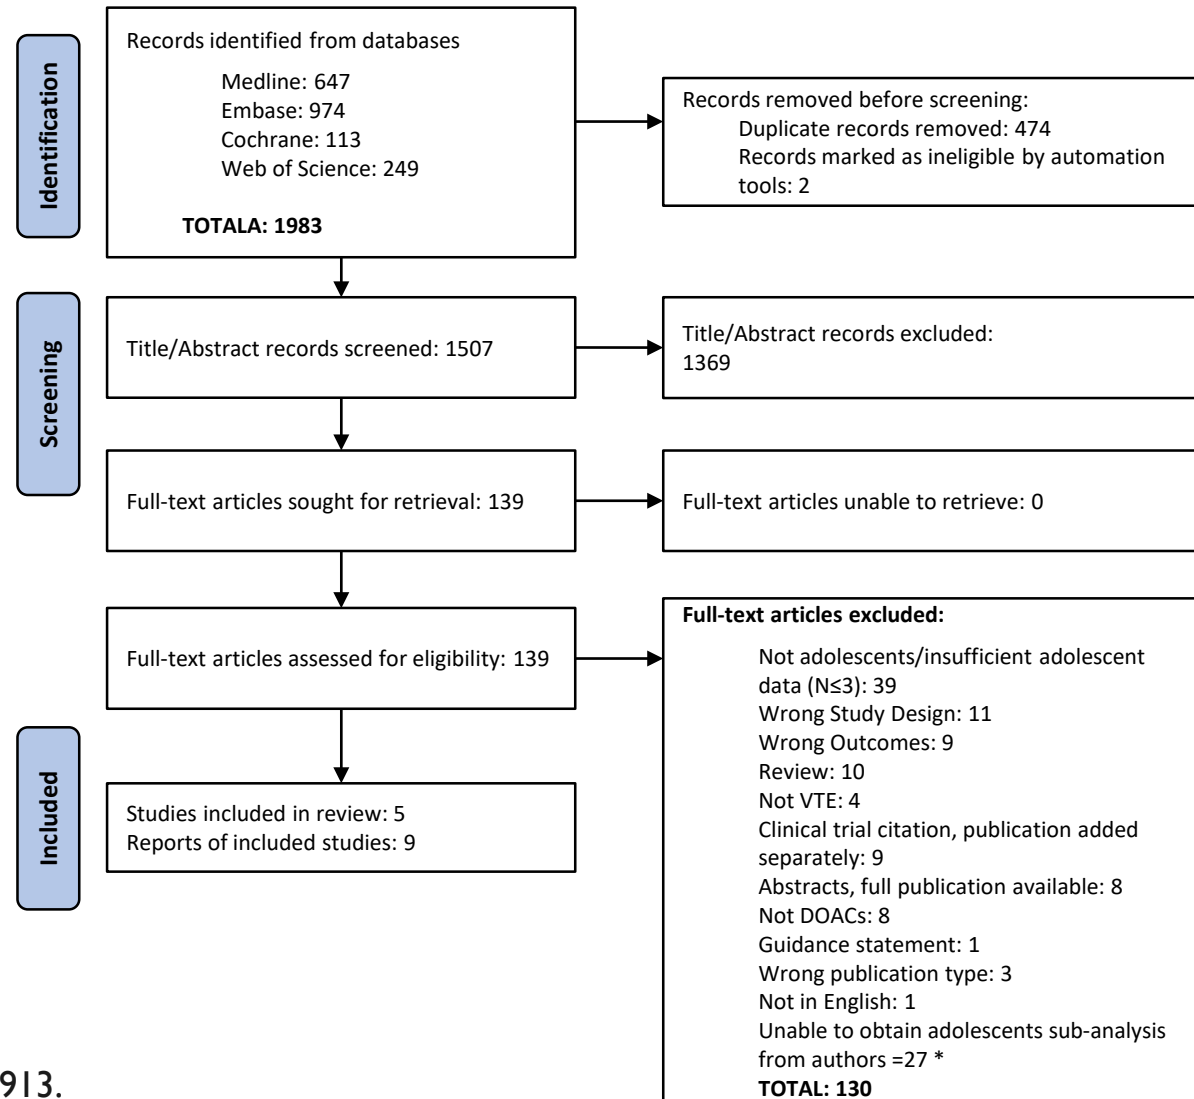 Identification
Records identified from databases
Medline: 647
Embase: 974
Cochrane: 113
Web of Science: 249
TOTALA: 1983
Records removed before screening:
Duplicate records removed: 474
Records marked as ineligible by automation
tools: 2
Screening
Title/Abstract records screened: 1507
Title/Abstract records excluded:
1369
Full-text articles sought for retrieval: 139
Full-text articles unable to retrieve: 0
Full-text articles assessed for eligibility: 139
Full-text articles excluded:
Not adolescents/insufficient adolescent
data (N≤3): 39
Wrong Study Design: 11
Wrong Outcomes: 9
Review: 10
Not VTE: 4
Clinical trial citation, publication added
separately: 9
Abstracts, full publication available: 8
Not DOACs: 8
Guidance statement: 1
Wrong publication type: 3
Not in English: 1
Unable to obtain adolescents sub-analysis
from authors =27 *
TOTAL: 130
Included
Studies included in review: 5
Reports of included studies: 9
913.